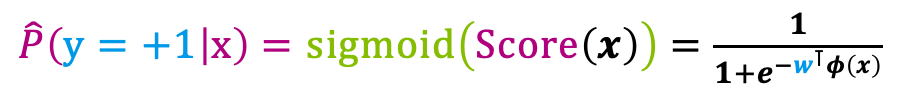 P̂(y = +1|x) = sigmoid(Score(x)) = 1/(1+e^(-w^⊤ϕ(x)))